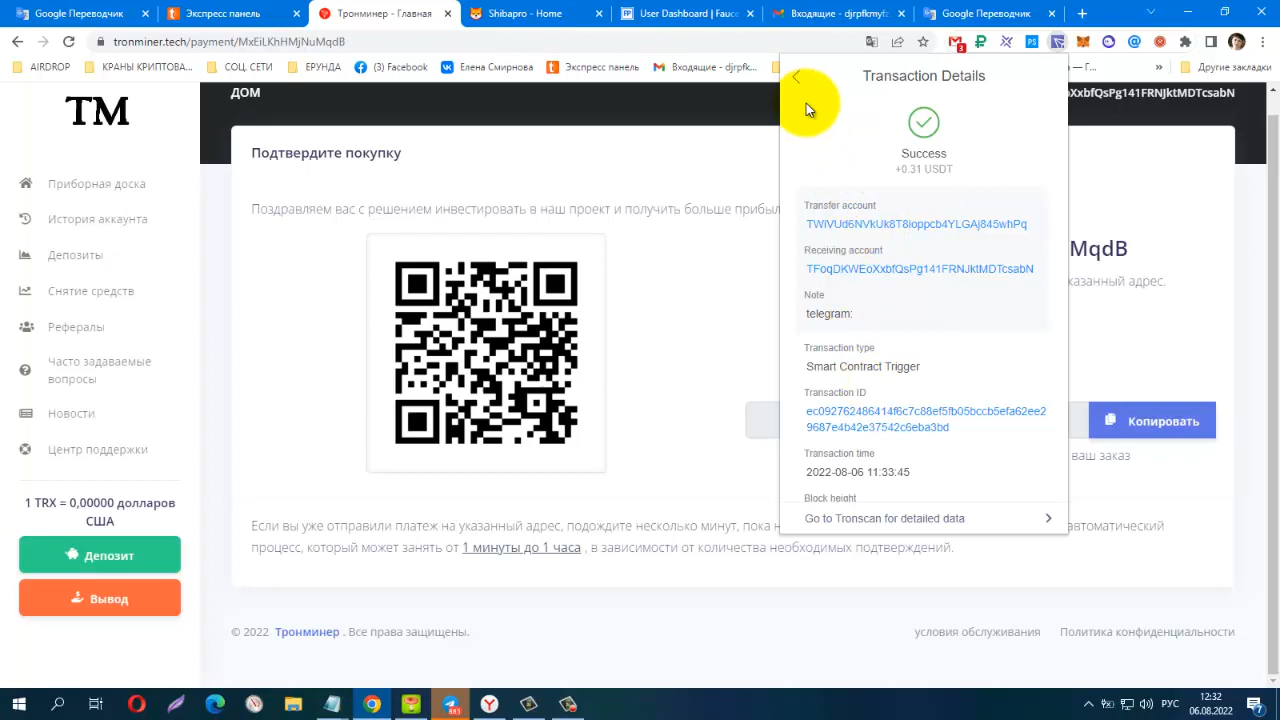 Google Переводчик
Экспресс панель
Тронминер - Главная
Shibapro - Home
User Dashboard | Fauce
Входящие - djrpfkmyt
Google Переводчик
tronminer.tech/payment/MxFiLKhHMjNuMqdB
AIRDROP
КРАНЫ КРИПТОВА...
СОЦ. СЕТИ
ЕРУНДА
(3) Facebook
Елена Смирнова
Экспресс панель
Входящие – djrpfk...
Другие закладки
TM
Приборная доска
История аккаунта
Депозиты
Снятие средств
Рефералы
Часто задаваемые
вопросы
Новости
Центр поддержки
1 TRX = 0,00000 долларов
США
Депозит
Вывод
ДОМ
xbfQsPg141FRNJktMDTcsabN
Подтвердите покупку
Поздравляем вас с решением инвестировать в наш проект и получить больше прибыл
MqdB
казанный адрес.
Копировать
ваш заказ
Если вы уже отправили платеж на указанный адрес, подождите несколько минут, пока н
автоматический
процесс, который может занять от 1 минуты до 1 часа , в зависимости от количества необходимых подтверждений.
© 2022 Тронминер . Все права защищены.
условия обслуживания
Политика конфиденциальности
Transaction Details
Success
+0.31 USDT
Transfer account
TWiVUd6NVkUk8T8ioppcb4YLGAj845whPq
Receiving account
TFoqDKWEoXxbfQsPg141FRNJktMDTcsabN
Note
telegram:
Transaction type
Smart Contract Trigger
Transaction ID
ec092762486414f6c7c88ef5fb05bccb5efa62ee2
9687e4b42e37542c6eba3bd
Transaction time
2022-08-06 11:33:45
Block height
Go to Tronscan for detailed data
РУС
12:32
06.08.2022